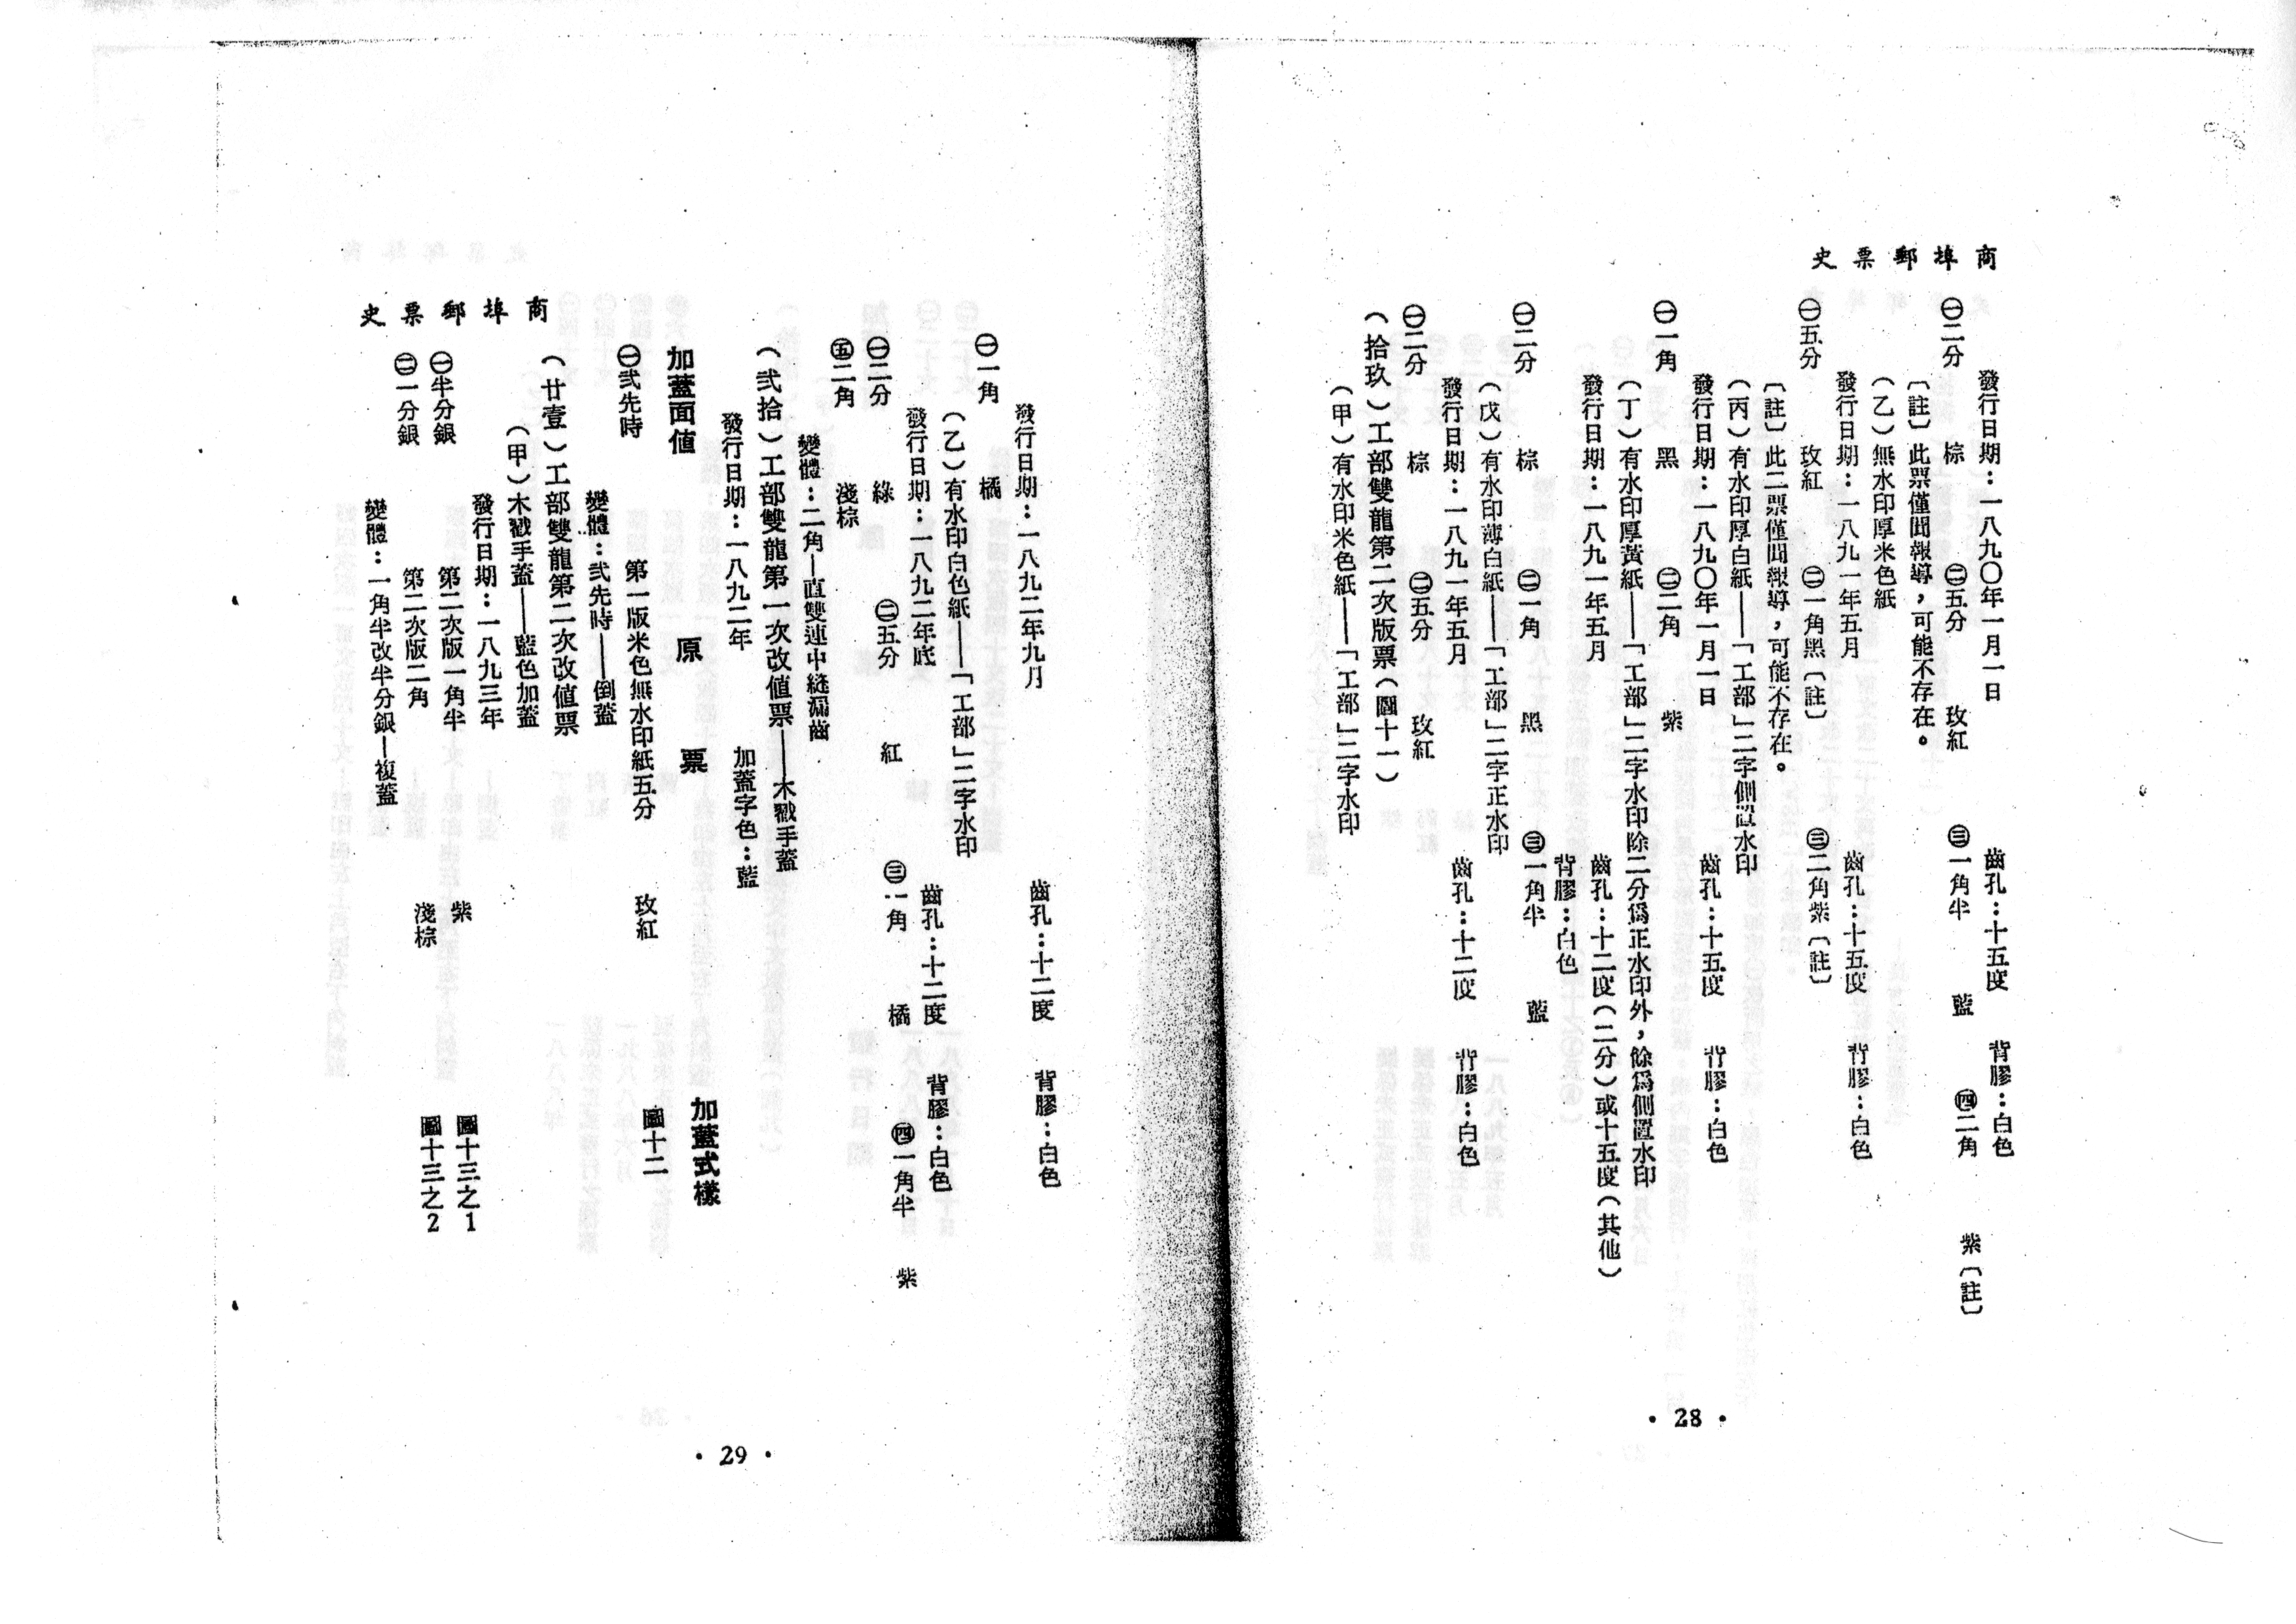 商埠郵票史
發行日期：一八九〇年一月一日 齒孔：十五度 背膠：白色
㊀二分 棕 ㊁五分 玫紅 ㊂一角半 藍 ㊃二角 紫〔註〕
〔註〕此票僅聞報導，可能不存在。
（乙）無水印厚米色紙
發行日期：一八九一年五月 齒孔：十五度 背膠：白色
㊀五分 玫紅 ㊁一角黑〔註〕 ㊂二角紫〔註〕
〔註〕此二票僅聞報導，可能不存在。
（丙）有水印厚白紙——「工部」二字側置水印
發行日期：一八九〇年一月一日 齒孔：十五度 背膠：白色
㊀一角 黑 ㊁二角 紫
（丁）有水印厚黃紙——「工部」二字水印除二分爲正水印外，餘爲側置水印
發行日期：一八九一年五月 齒孔：十二度（二分）或十五度（其他）
背膠：白色
㊀二分 棕 ㊁一角 黑 ㊂一角半 藍
（戊）有水印薄白紙——「工部」二字正水印
發行日期：一八九一年五月 齒孔：十二度 背膠：白色
㊀二分 棕 ㊁五分 玫紅
（拾玖）工部雙龍第二次版票（圖十一）
（甲）有水印米色紙——「工部」二字水印
• 28 •
發行日期：一八九二年九月 齒孔：十二度 背膠：白色
㊀一角 橘
（乙）有水印白色紙——「工部」二字水印
發行日期：一八九二年底 齒孔：十二度 背膠：白色
㊀二分 綠 ㊁五分 紅 ㊂一角 橘 ㊃一角半 紫
㊄二角 淺棕
變體：二角—直雙連中縫漏齒
（弍拾）工部雙龍第一次改值票——木戳手蓋
發行日期：一八九二年 加蓋字色：藍
加蓋面值 原票 加蓋式樣
㊀弍先時 第一版米色無水印紙五分 玫紅 圖十二
變體：弍先時——倒蓋
（廿壹）工部雙龍第二次改值票
（甲）木戳手蓋——藍色加蓋
發行日期：一八九三年
㊀半分銀 第二次版一角半 紫 圖十三之1
㊁一分銀 第二次版二角 淺棕 圖十三之2
變體：一角半改半分銀—複蓋
商埠郵票史
• 29 •